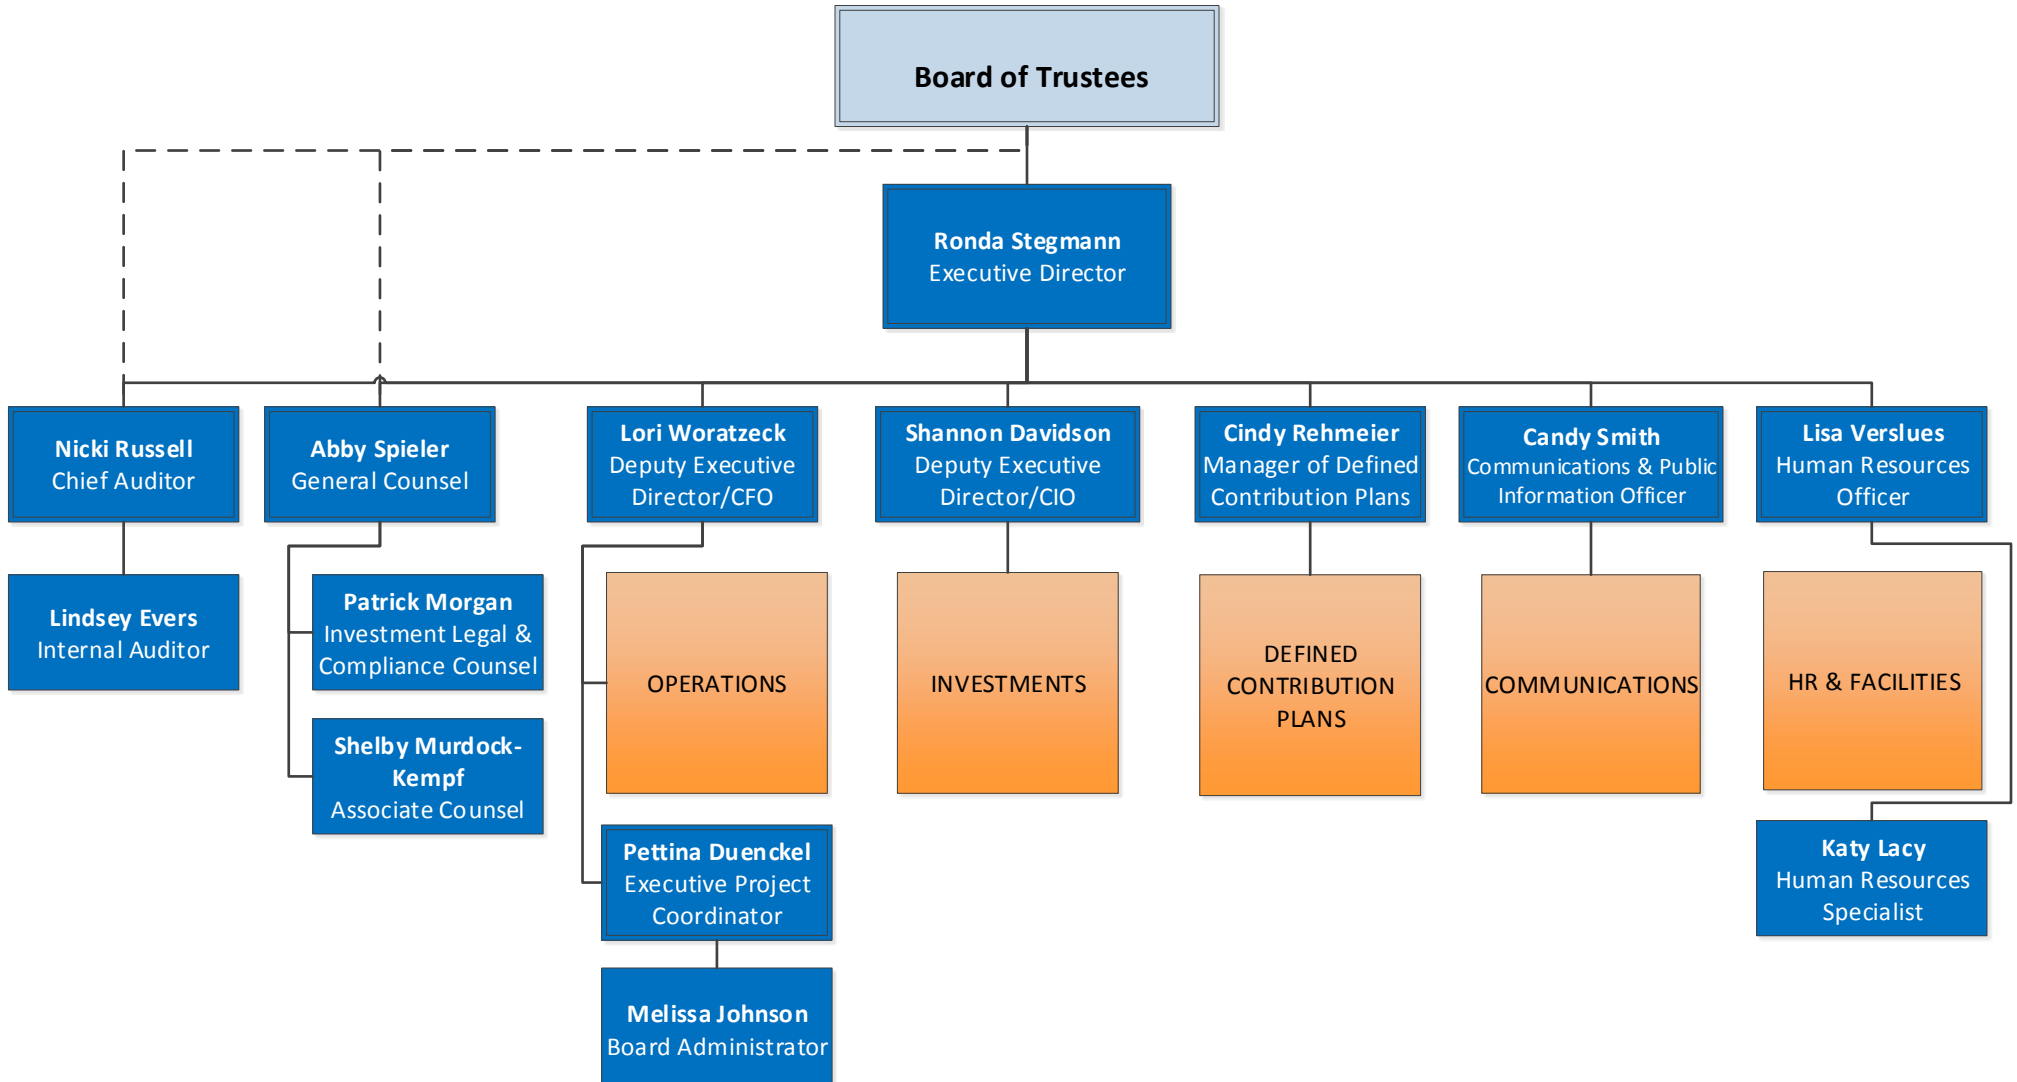 Board of Trustees
Ronda Stegmann
Executive Director
Nicki Russell
Chief Auditor
Abby Spieler
General Counsel
Lori Woratzeck
Deputy Executive
Director/CFO
Shannon Davidson
Deputy Executive
Director/CIO
Cindy Rehmeier
Manager of Defined
Contribution Plans
Candy Smith
Communications & Public
Information Officer
Lisa Verslues
Human Resources
Officer
Lindsey Evers
Internal Auditor
Patrick Morgan
Investment Legal &
Compliance Counsel
Shelby Murdock-
Kempf
Associate Counsel
OPERATIONS
INVESTMENTS
DEFINED
CONTRIBUTION
PLANS
COMMUNICATIONS
HR & FACILITIES
Pettina Duenckel
Executive Project
Coordinator
Katy Lacy
Human Resources
Specialist
Melissa Johnson
Board Administrator